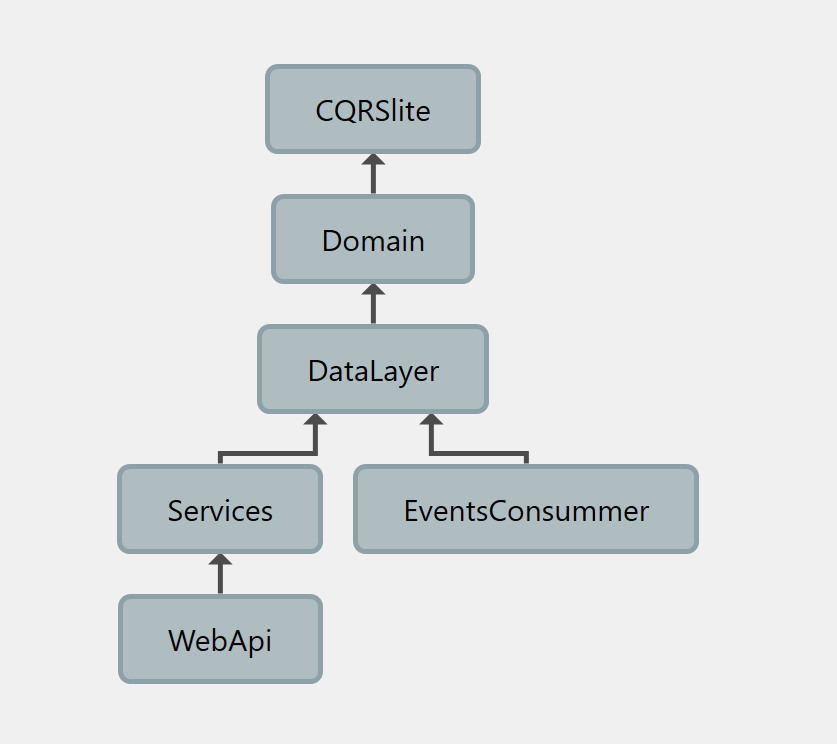 CQRSlite
Domain
DataLayer
Services
EventsConsummer
WebApi